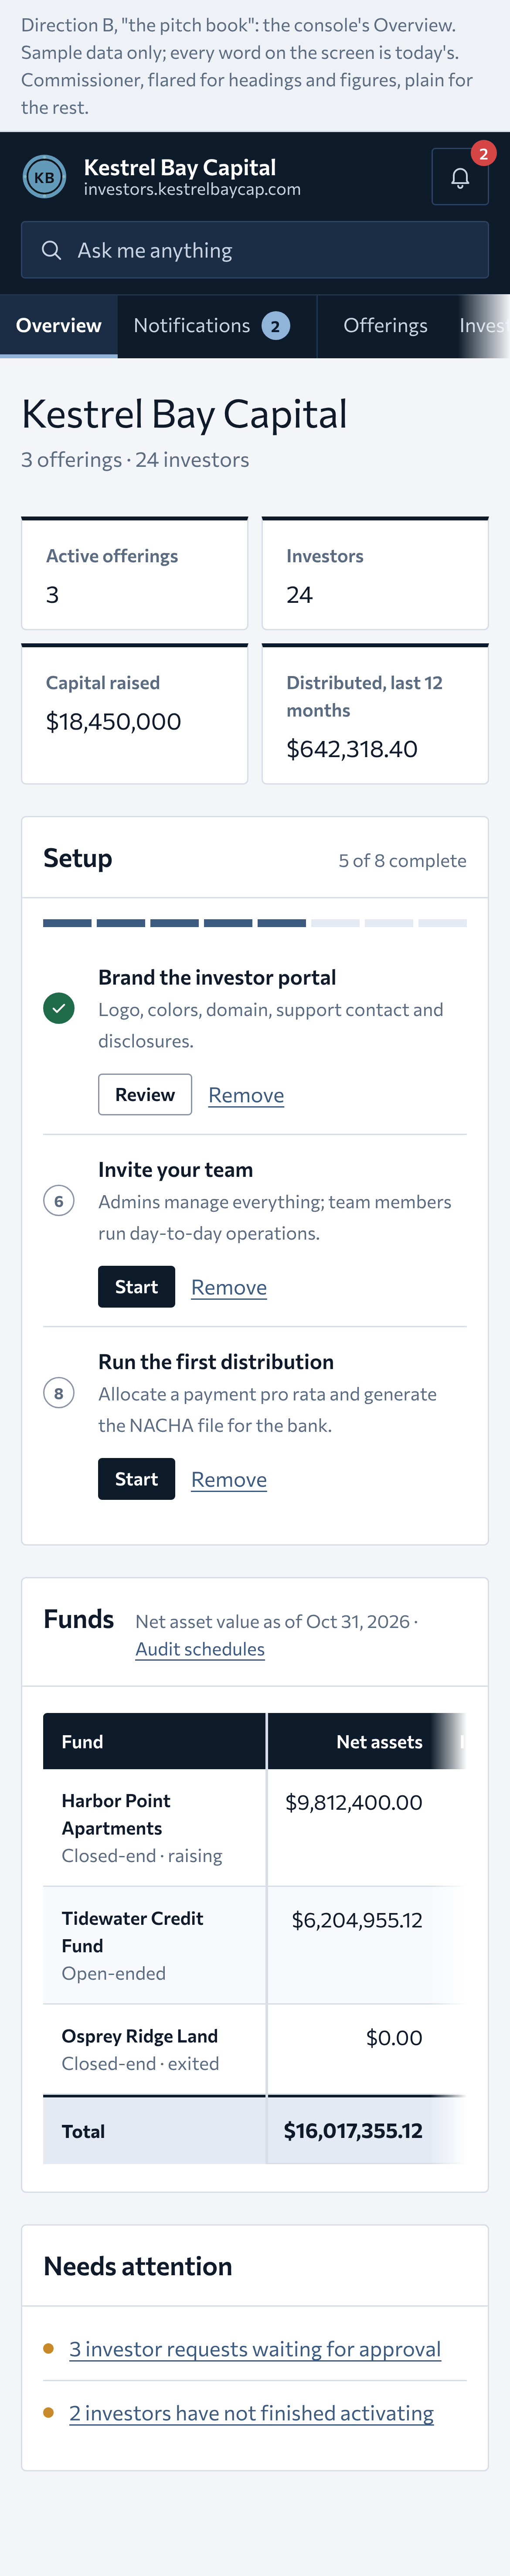 Direction B, "the pitch book": the console's Overview.
Sample data only; every word on the screen is today's.
Commissioner, flared for headings and figures, plain for
the rest.
KB
Kestrel Bay Capital
investors.kestrelbaycap.com
2
Ask me anything
Overview
Notifications 2
Offerings
Kestrel Bay Capital
3 offerings · 24 investors
Active offerings
3
Investors
24
Capital raised
$18,450,000
Distributed, last 12
months
$642,318.40
Setup
5 of 8 complete
Brand the investor portal
Logo, colors, domain, support contact and
disclosures.
Review
Remove
6
Invite your team
Admins manage everything; team members
run day-to-day operations.
Start
Remove
8
Run the first distribution
Allocate a payment pro rata and generate
the NACHA file for the bank.
Start
Remove
Funds
Net asset value as of Oct 31, 2026 ·
Audit schedules
Fund
Net assets
Harbor Point
Apartments
Closed-end · raising
$9,812,400.00
Tidewater Credit
Fund
Open-ended
$6,204,955.12
Osprey Ridge Land
Closed-end · exited
$0.00
Total
$16,017,355.12
Needs attention
3 investor requests waiting for approval
2 investors have not finished activating